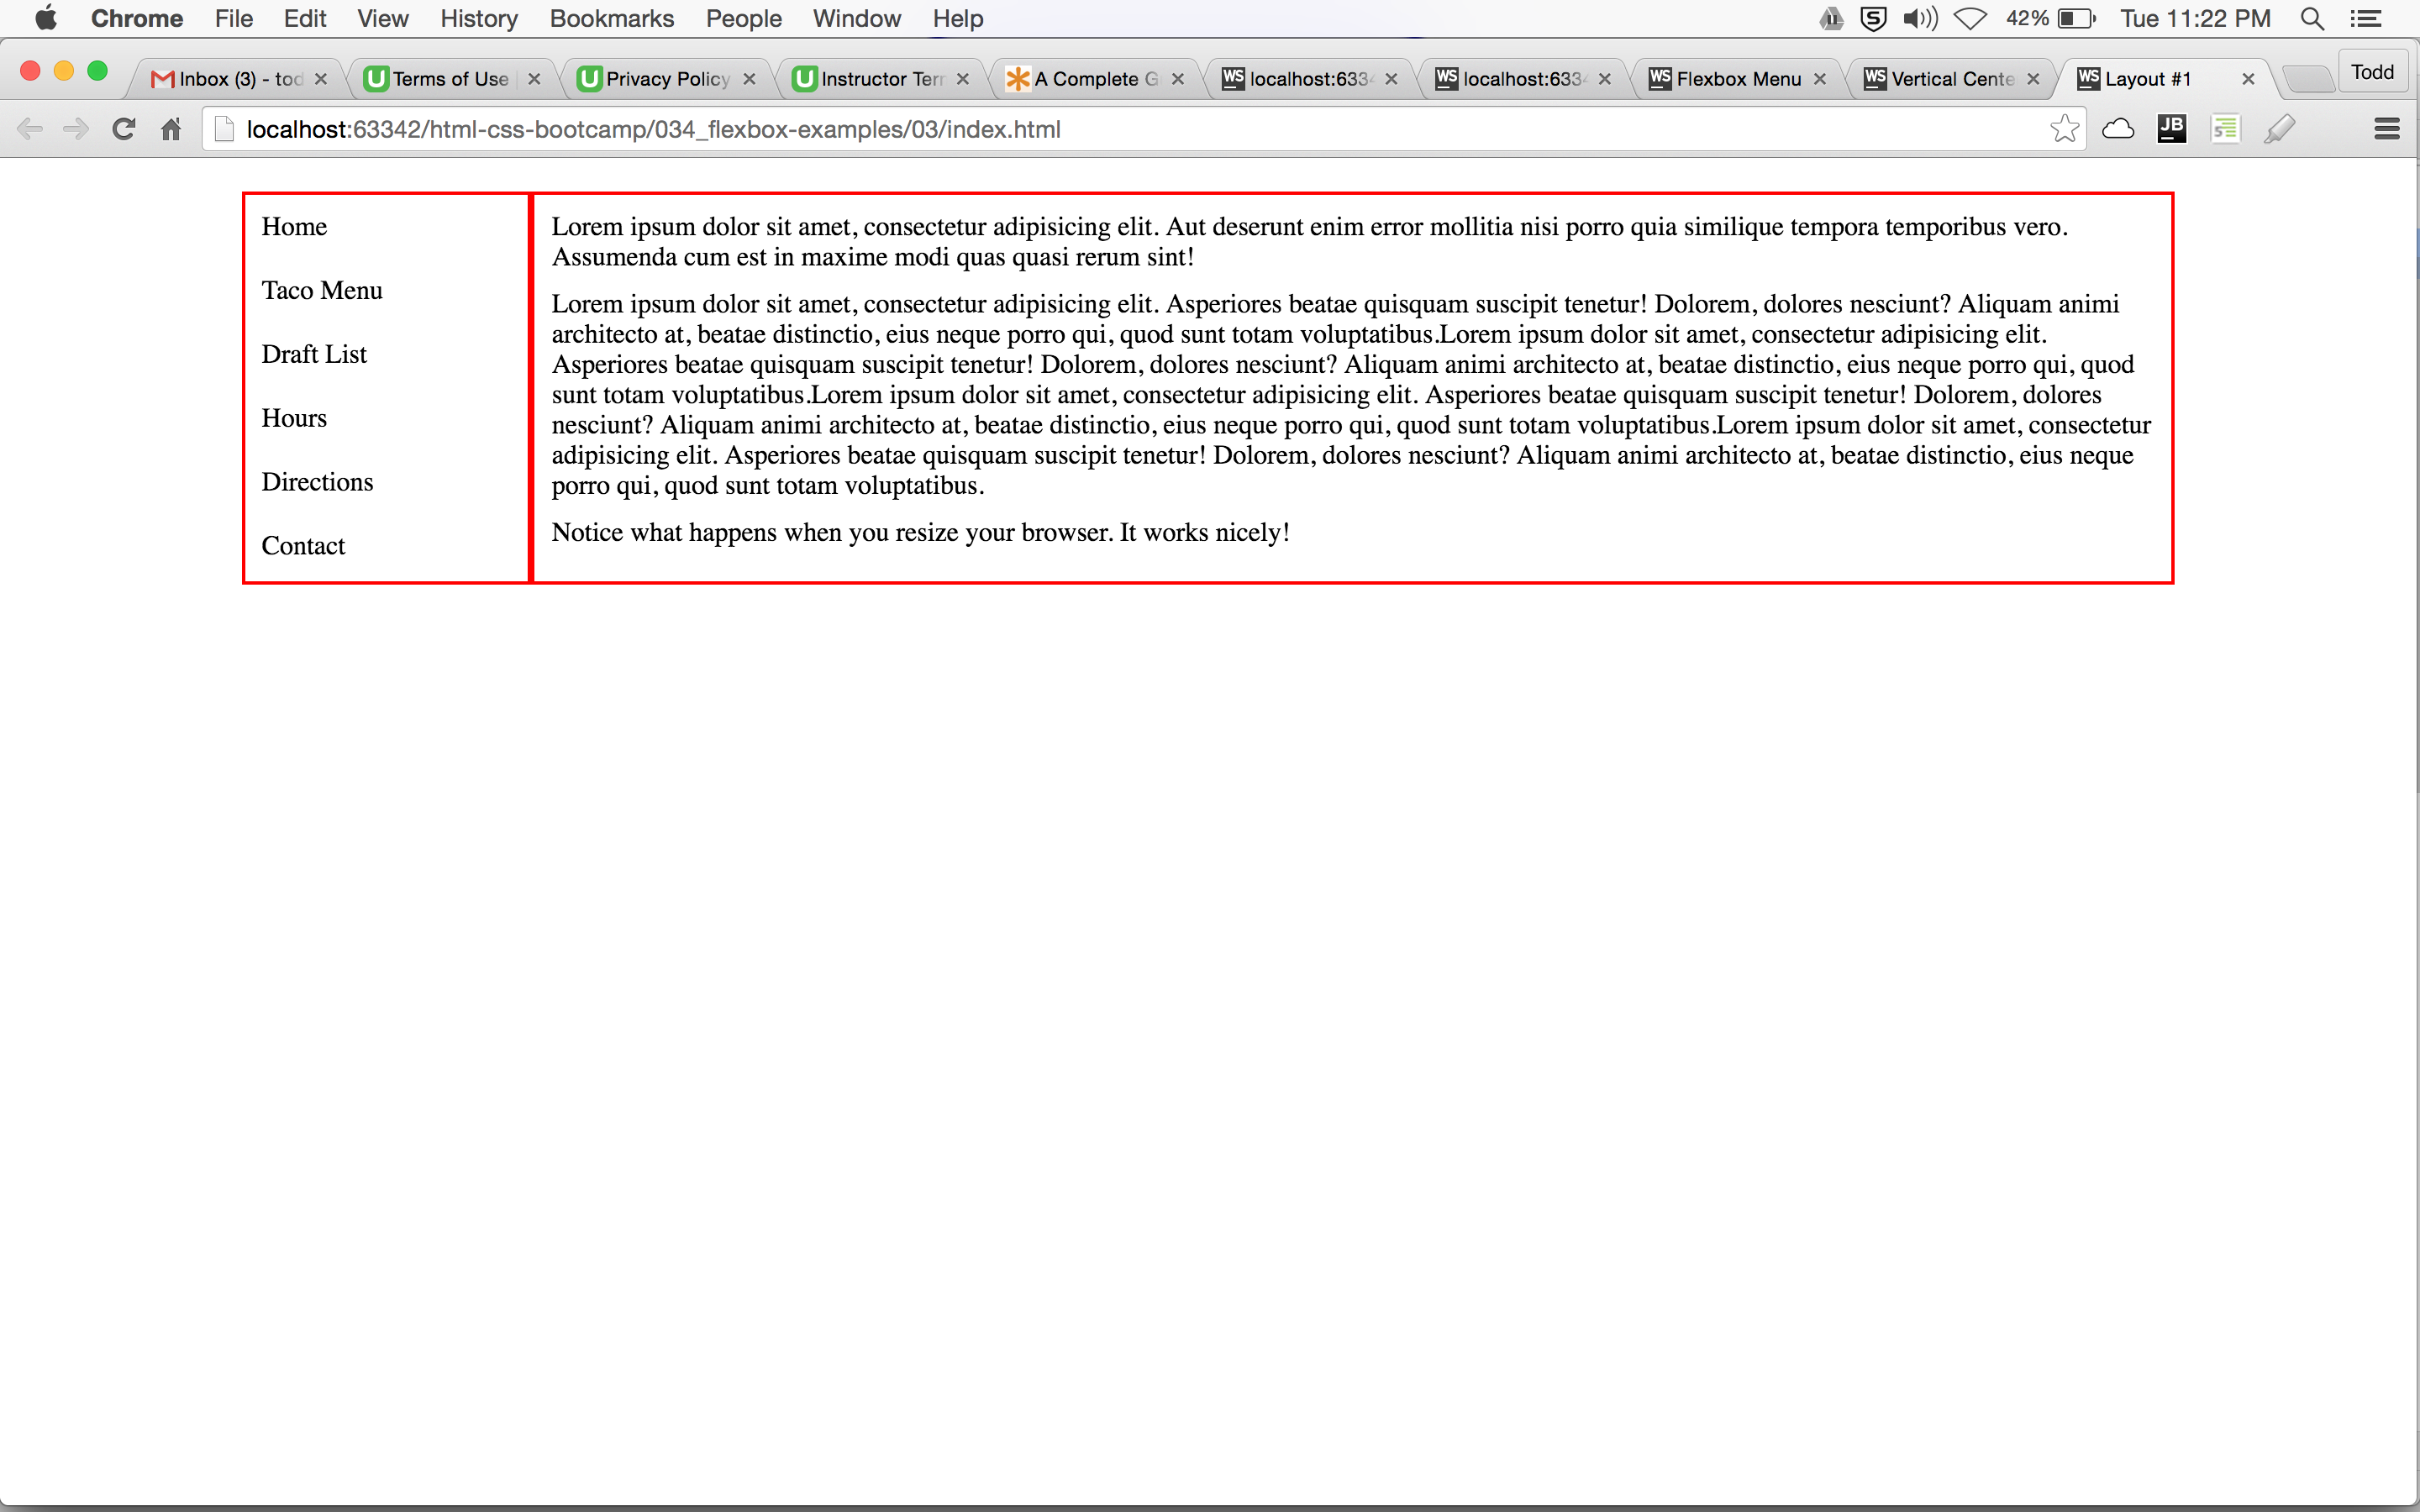 Chrome File Edit View History Bookmarks People Window Help 42% Tue 11:22 PM
Inbox (3) - tod Terms of Use Privacy Policy Instructor Terr A Complete G WS localhost:6334 WS localhost:6334 WS Flexbox Menu WS Vertical Cente WS Layout #1 Todd
localhost:63342/html-css-bootcamp/034_flexbox-examples/03/index.html JB
Home
Taco Menu
Draft List
Hours
Directions
Contact
Lorem ipsum dolor sit amet, consectetur adipisicing elit. Aut deserunt enim error mollitia nisi porro quia similique tempora temporibus vero.
Assumenda cum est in maxime modi quas quasi rerum sint!
Lorem ipsum dolor sit amet, consectetur adipisicing elit. Asperiores beatae quisquam suscipit tenetur! Dolorem, dolores nesciunt? Aliquam animi
architecto at, beatae distinctio, eius neque porro qui, quod sunt totam voluptatibus.Lorem ipsum dolor sit amet, consectetur adipisicing elit.
Asperiores beatae quisquam suscipit tenetur! Dolorem, dolores nesciunt? Aliquam animi architecto at, beatae distinctio, eius neque porro qui, quod
sunt totam voluptatibus.Lorem ipsum dolor sit amet, consectetur adipisicing elit. Asperiores beatae quisquam suscipit tenetur! Dolorem, dolores
nesciunt? Aliquam animi architecto at, beatae distinctio, eius neque porro qui, quod sunt totam voluptatibus.Lorem ipsum dolor sit amet, consectetur
adipisicing elit. Asperiores beatae quisquam suscipit tenetur! Dolorem, dolores nesciunt? Aliquam animi architecto at, beatae distinctio, eius neque
porro qui, quod sunt totam voluptatibus.
Notice what happens when you resize your browser. It works nicely!